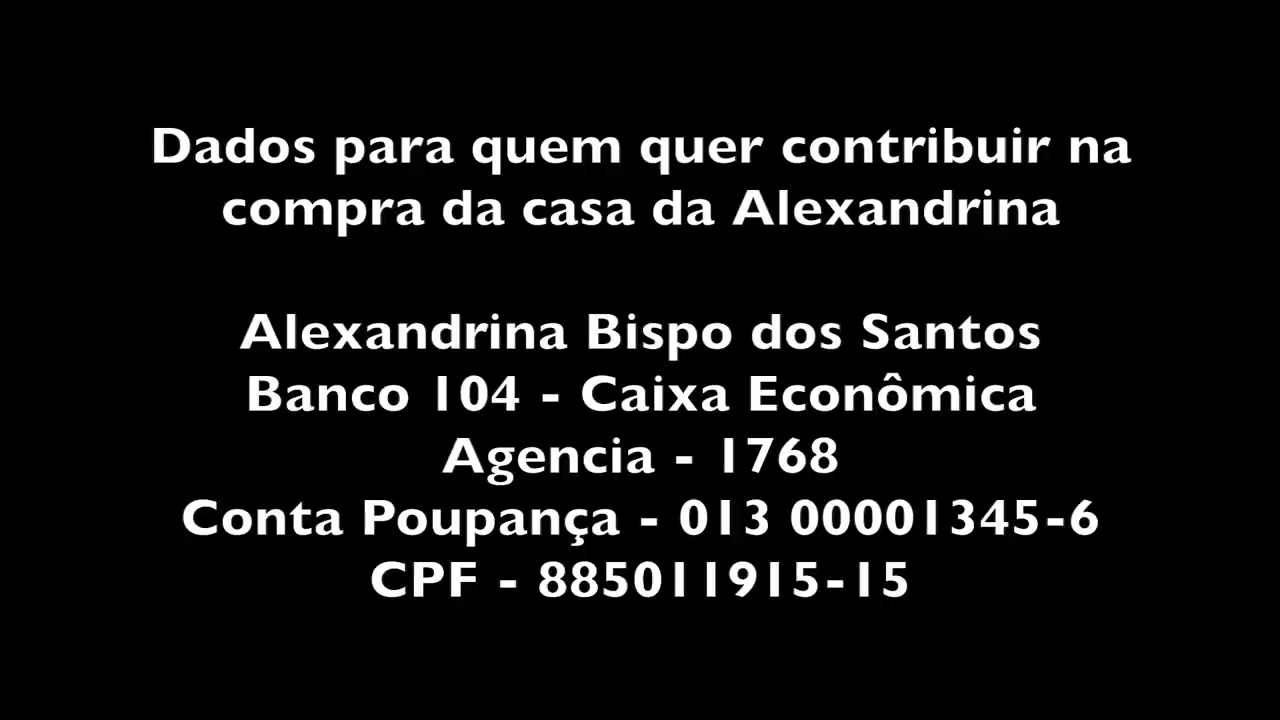 Dados para quem quer contribuir na
compra da casa da Alexandrina
Alexandrina Bispo dos Santos
Banco 104 - Caixa Econômica
Agencia - 1768
Conta Poupança - 013 00001345-6
CPF - 885011915-15